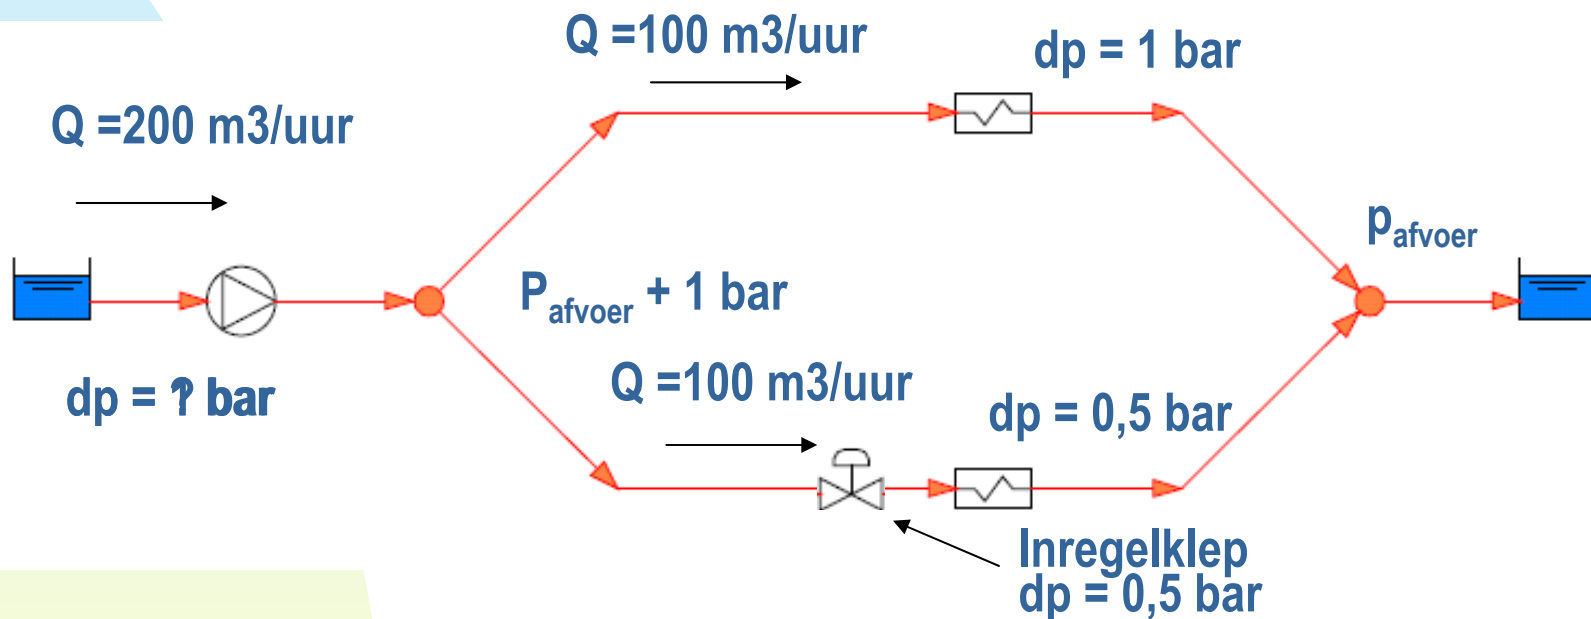 Q =100 m3/uur
dp = 1 bar
Q =200 m3/uur
pafvoer
Pafvoer + 1 bar
dp = bar
Q =100 m3/uur
dp = 0,5 bar
Inregelklep
dp = 0,5 bar